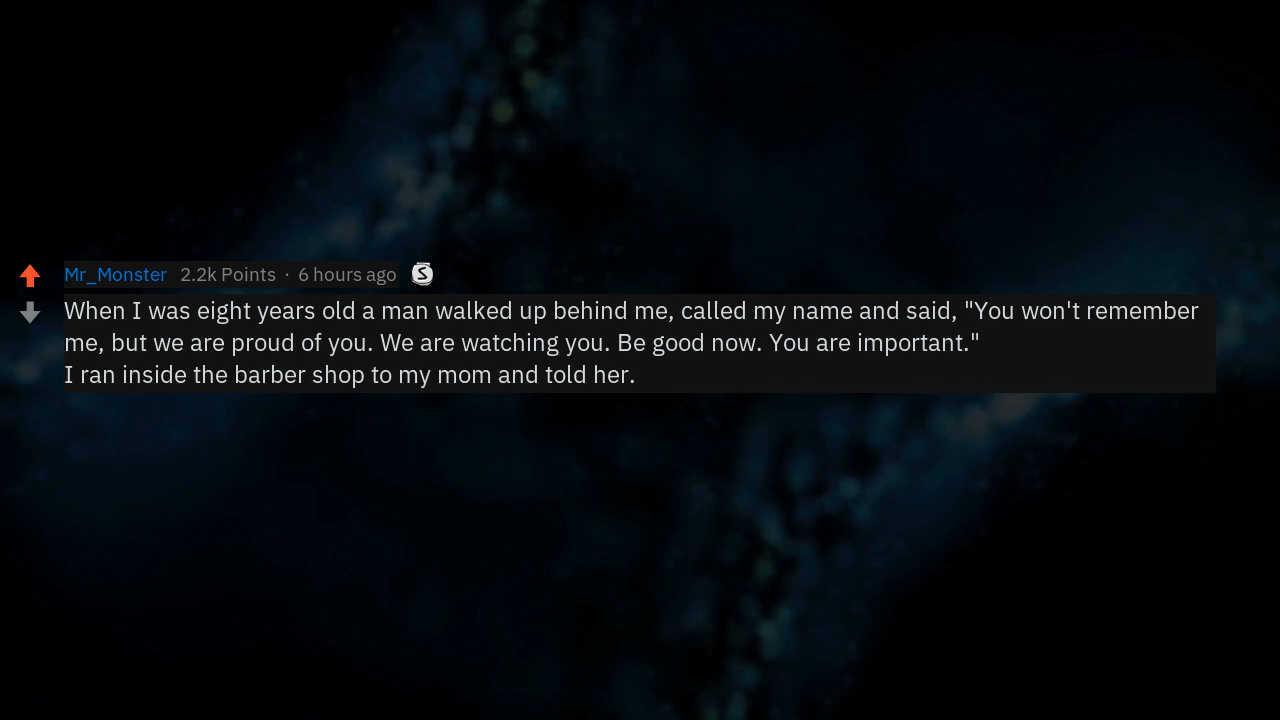 Mr_Monster 2.2k Points · 6 hours ago S
When I was eight years old a man walked up behind me, called my name and said, "You won't remember
me, but we are proud of you. We are watching you. Be good now. You are important."
I ran inside the barber shop to my mom and told her.